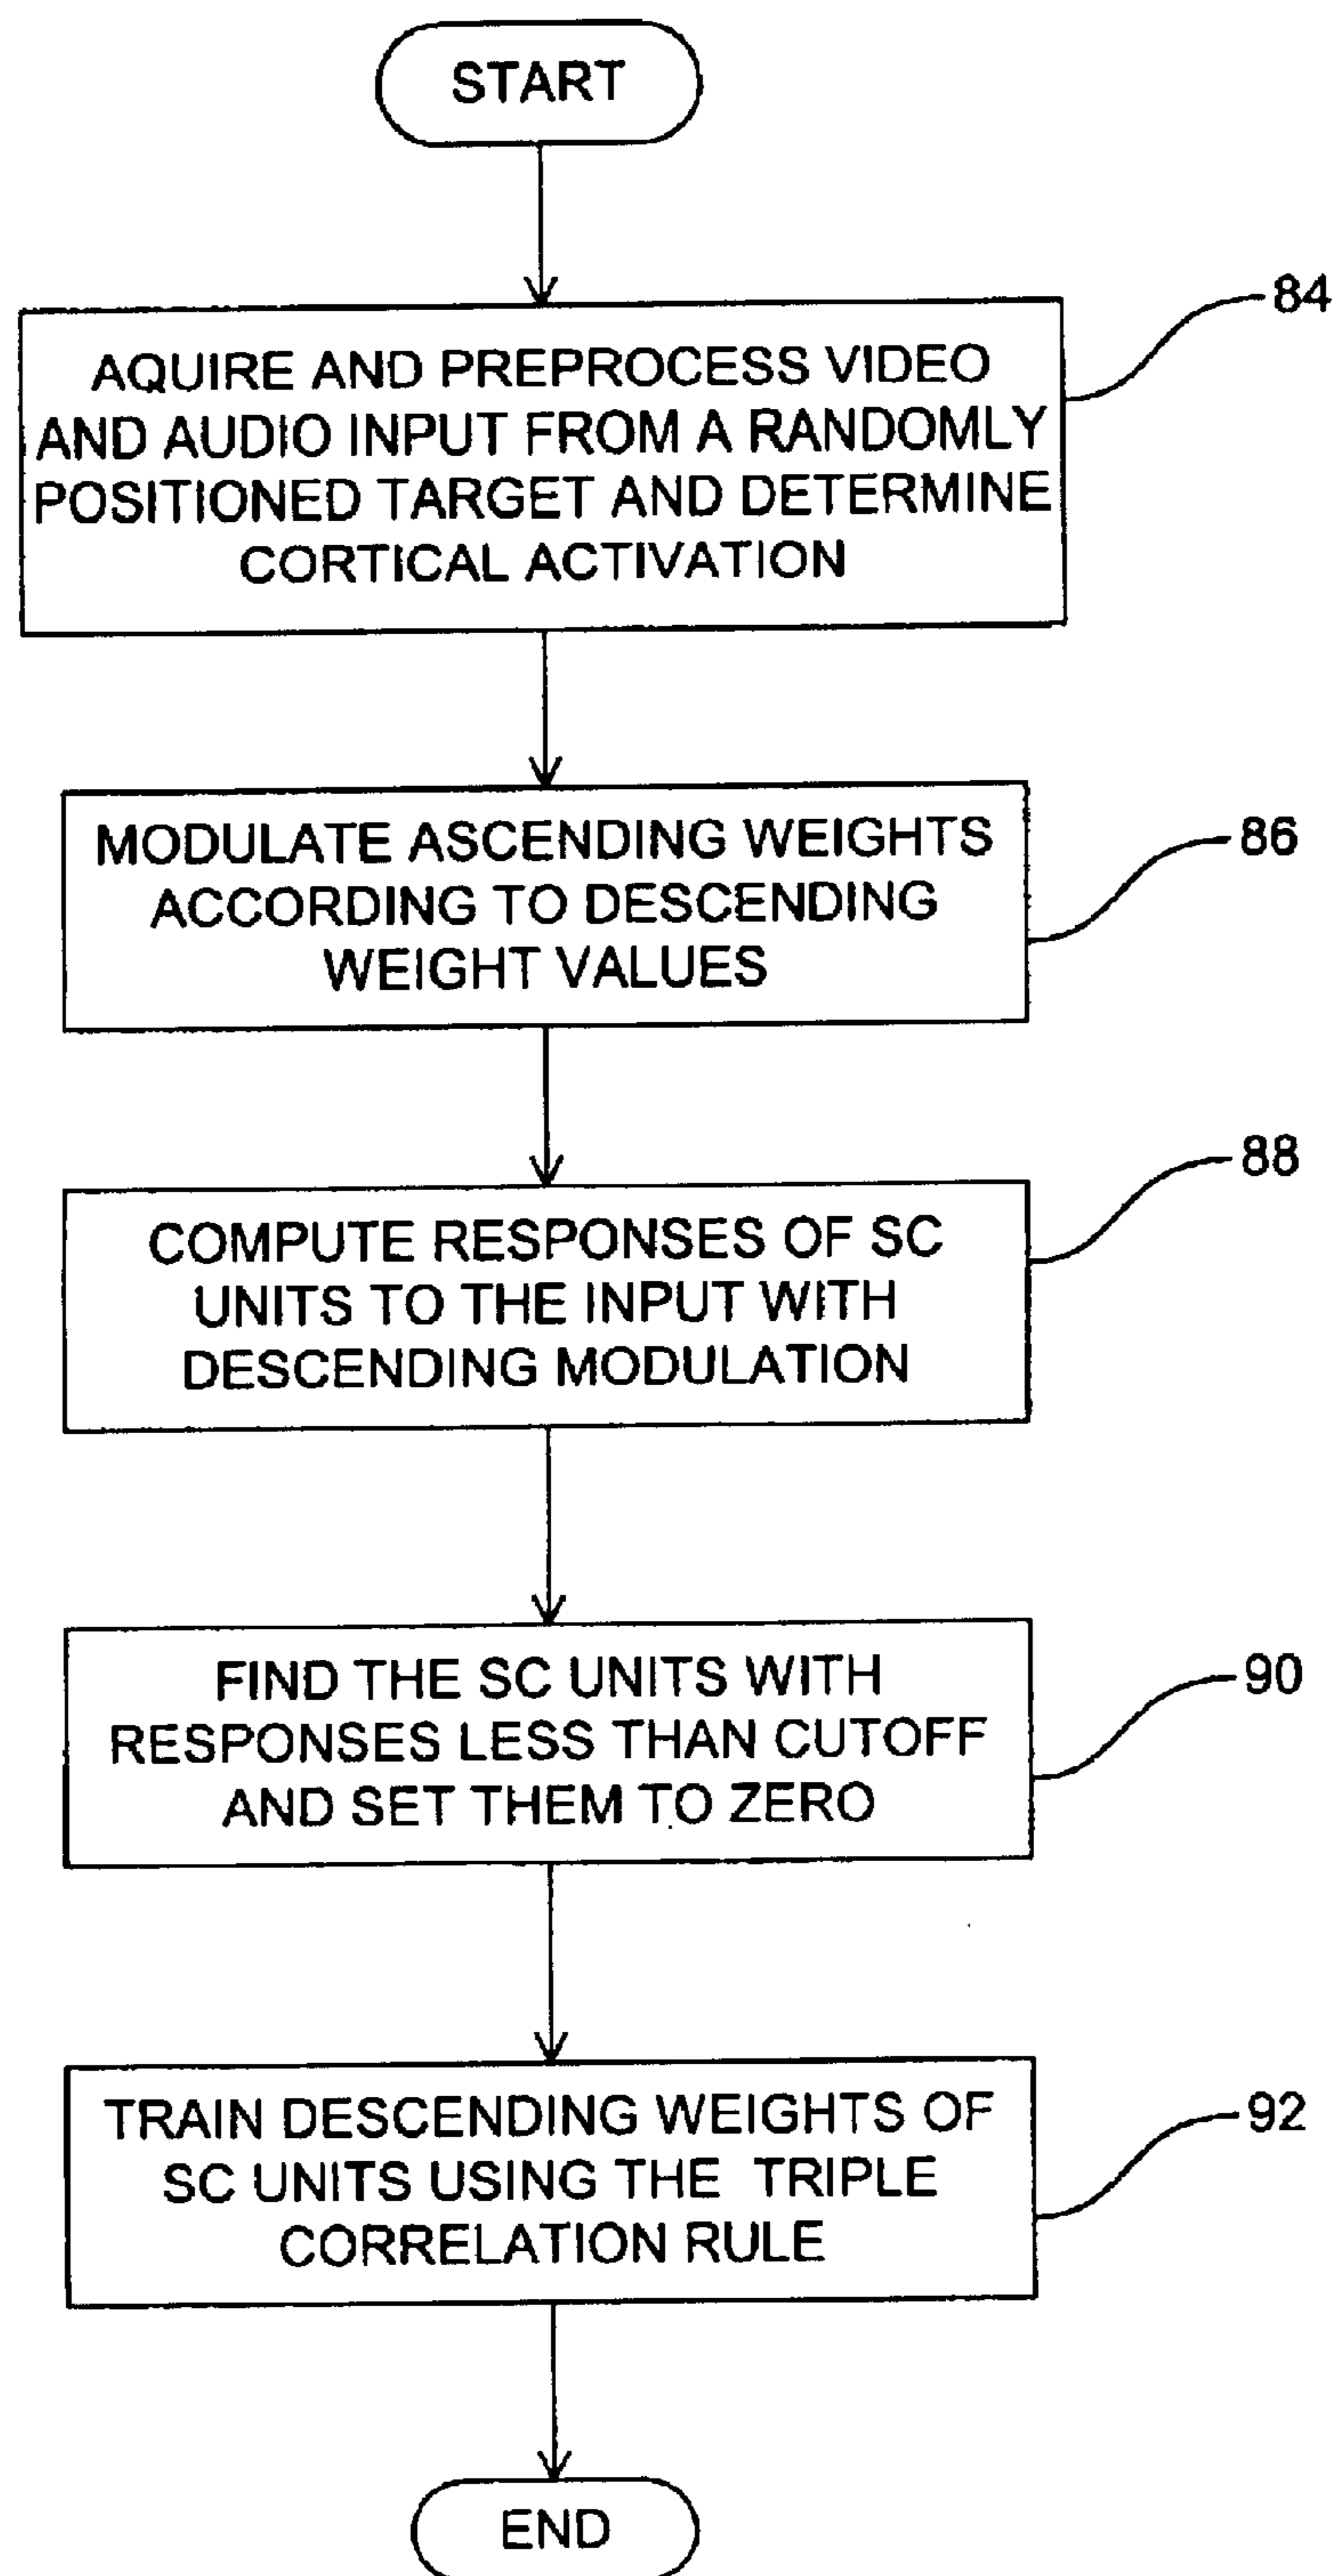 START
84
AQUIRE AND PREPROCESS VIDEO
AND AUDIO INPUT FROM A RANDOMLY
POSITIONED TARGET AND DETERMINE
CORTICAL ACTIVATION
86
MODULATE ASCENDING WEIGHTS
ACCORDING TO DESCENDING
WEIGHT VALUES
88
COMPUTE RESPONSES OF SC
UNITS TO THE INPUT WITH
DESCENDING MODULATION
90
FIND THE SC UNITS WITH
RESPONSES LESS THAN CUTOFF
AND SET THEM TO ZERO
92
TRAIN DESCENDING WEIGHTS OF
SC UNITS USING THE TRIPLE
CORRELATION RULE
END